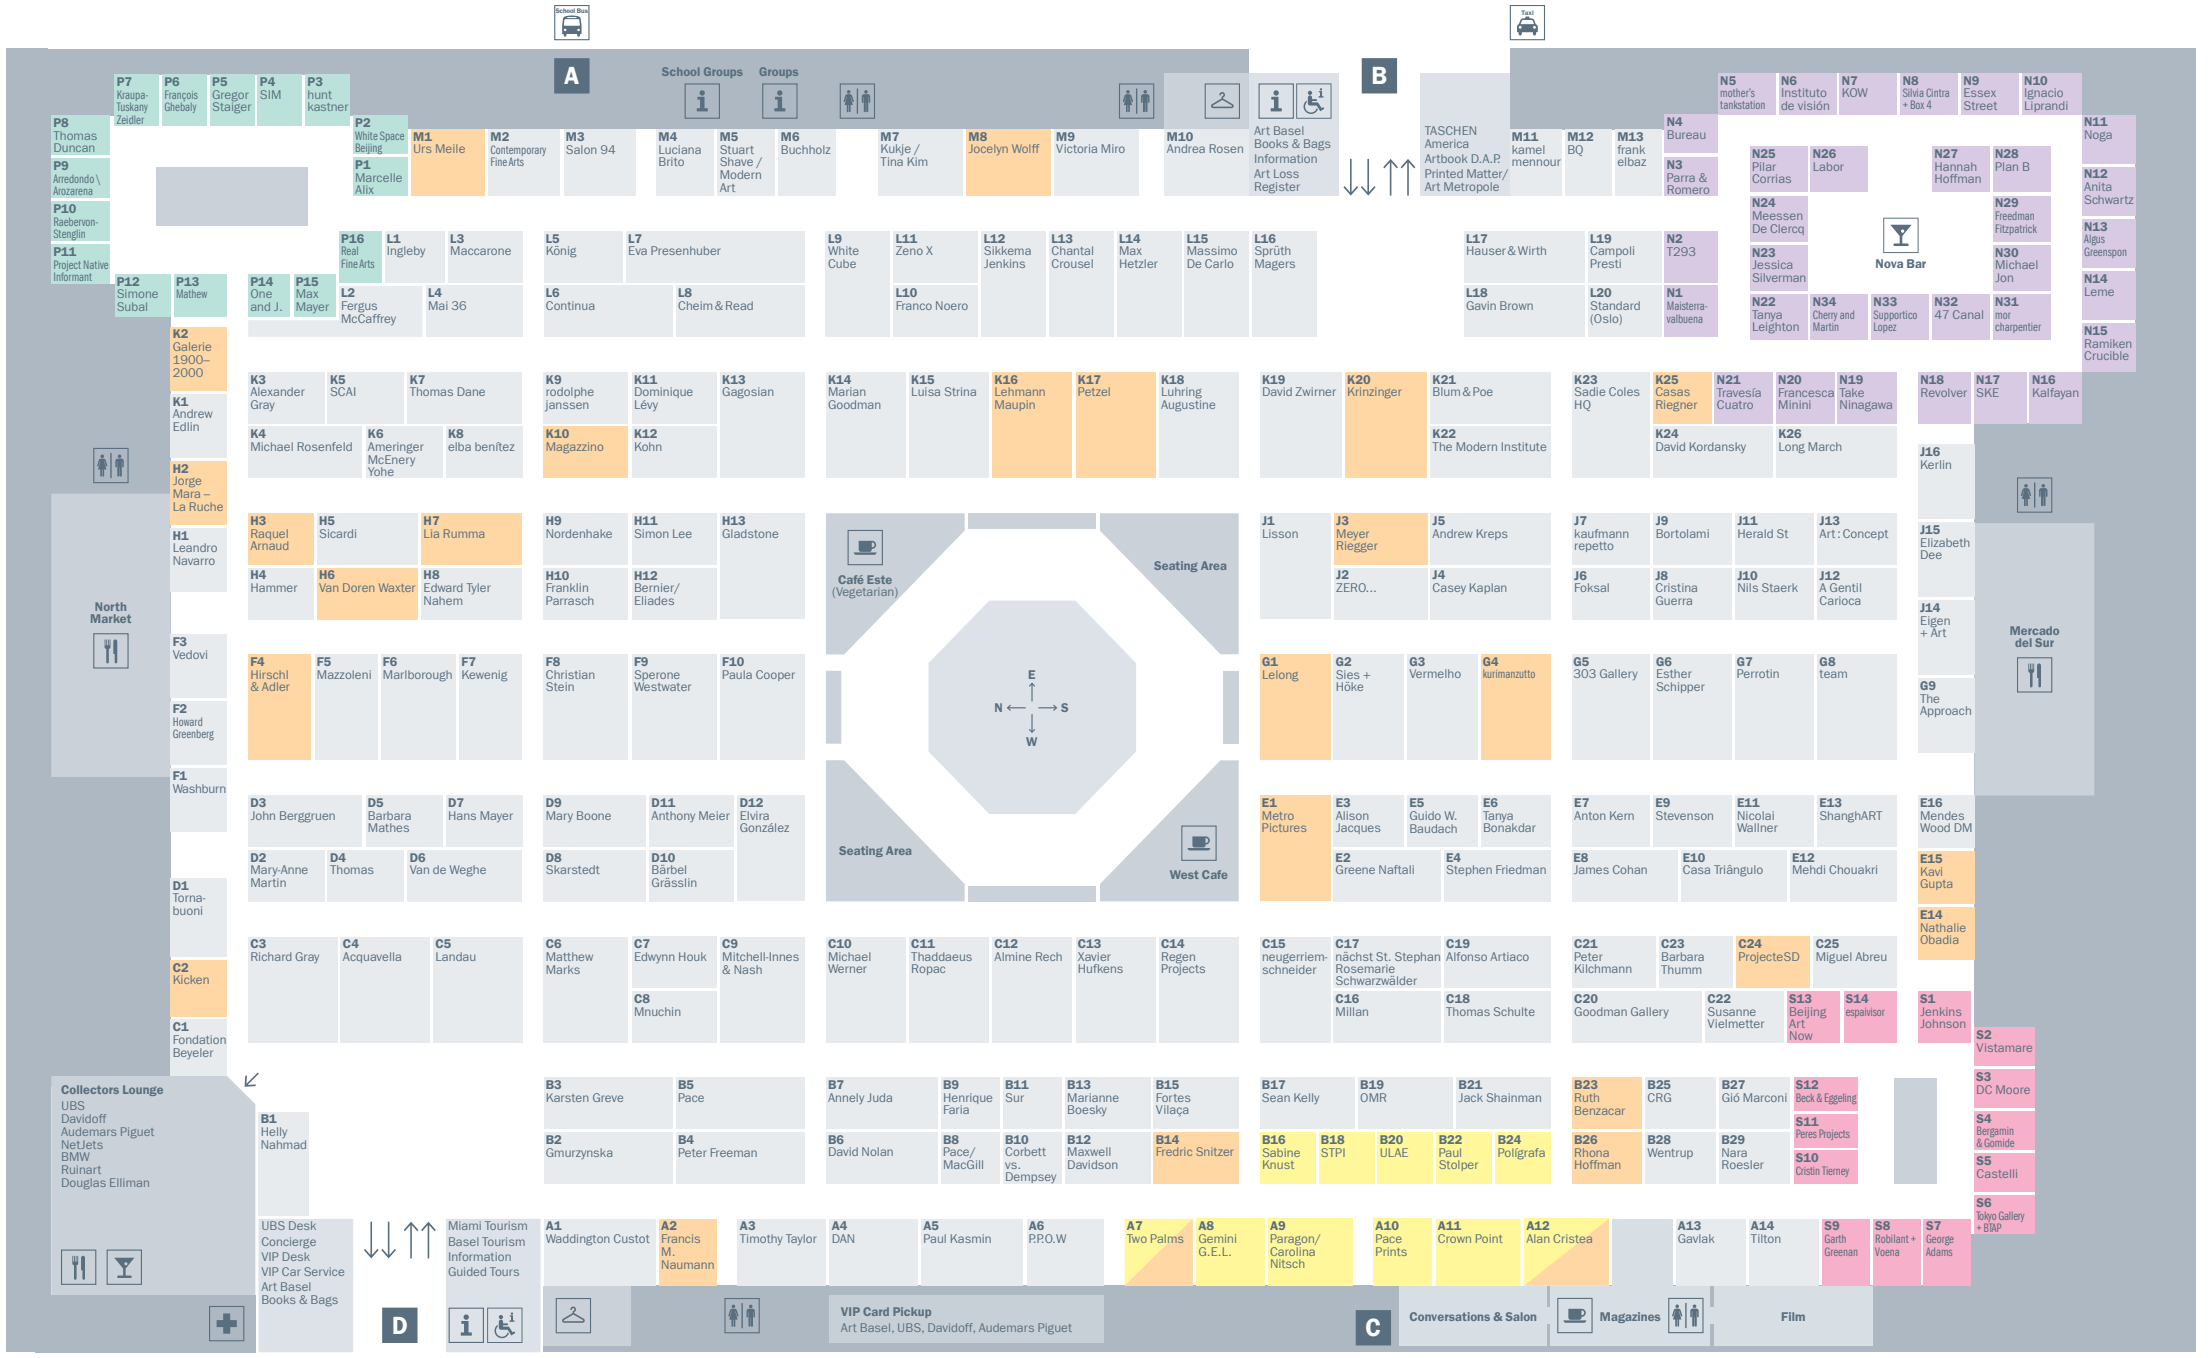 School Bus
Taxi
A
School Groups
Groups
B
P7
Kraupa-
Tuskany
Zeidler
P6
François
Ghebaly
P5
Gregor
Staiger
P4
SIM
P3
hunt
kastner
P8
Thomas
Duncan
P9
Arredondo \
Arozarena
P10
Raebervon-
Stenglin
P11
Project Native
Informant
P2
White Space
Beijing
P1
Marcelle
Alix
M1
Urs Meile
M2
Contemporary
Fine Arts
M3
Salon 94
M4
Luciana
Brito
M5
Stuart
Shave /
Modern
Art
M6
Buchholz
M7
Kukje /
Tina Kim
M8
Jocelyn Wolff
M9
Victoria Miro
M10
Andrea Rosen
Art Basel
Books & Bags
Information
Art Loss
Register
TASCHEN
America
Artbook D.A.P.
Printed Matter/
Art Metropole
M11
kamel
mennour
M12
BQ
M13
frank
elbaz
N5
mother's
tankstation
N6
Instituto
de visión
N7
KOW
N8
Silvia Cintra
+ Box 4
N9
Essex
Street
N10
Ignacio
Liprandi
N4
Bureau
N3
Parra &
Romero
N11
Noga
N12
Anita
Schwartz
N13
Algus
Greenspon
N14
Leme
N15
Ramiken
Crucible
N25
Pilar
Corrias
N26
Labor
N27
Hannah
Hoffman
N28
Plan B
N24
Meessen
De Clercq
N29
Freedman
Fitzpatrick
N23
Jessica
Silverman
Nova Bar
N30
Michael
Jon
N22
Tanya
Leighton
N34
Cherry and
Martin
N33
Supportico
Lopez
N32
47 Canal
N31
mor
charpentier
P12
Simone
Subal
P13
Mathew
P14
One
and J.
P15
Max
Mayer
P16
Real
Fine Arts
L1
Ingleby
L3
Maccarone
L2
Fergus
McCaffrey
L4
Mai 36
L5
König
L7
Eva Presenhuber
L6
Continua
L8
Cheim & Read
L9
White
Cube
L11
Zeno X
L10
Franco Noero
L12
Sikkema
Jenkins
L13
Chantal
Crousel
L14
Max
Hetzler
L15
Massimo
De Carlo
L16
Sprüth
Magers
L17
Hauser & Wirth
L19
Campoli
Presti
N2
T293
L18
Gavin Brown
L20
Standard
(Oslo)
N1
Maisterra-
valbuena
K2
Galerie
1900–
2000
K1
Andrew
Edlin
K3
Alexander
Gray
K5
SCAI
K7
Thomas Dane
K4
Michael Rosenfeld
K6
Ameringer
McEnery
Yohe
K8
elba benítez
K9
rodolphe
janssen
K11
Dominique
Lévy
K13
Gagosian
K10
Magazzino
K12
Kohn
K14
Marian
Goodman
K15
Luisa Strina
K16
Lehmann
Maupin
K17
Petzel
K18
Luhring
Augustine
K19
David Zwirner
K20
Krinzinger
K21
Blum & Poe
K22
The Modern Institute
K23
Sadie Coles
HQ
K25
Casas
Riegner
N21
Travesía
Cuatro
N20
Francesca
Minini
N19
Take
Ninagawa
K24
David Kordansky
K26
Long March
N18
Revolver
N17
SKE
N16
Kalfayan
H2
Jorge
Mara –
La Ruche
H1
Leandro
Navarro
H3
Raquel
Arnaud
H5
Sicardi
H7
Lia Rumma
H4
Hammer
H6
Van Doren Waxter
H8
Edward Tyler
Nahem
H9
Nordenhake
H11
Simon Lee
H13
Gladstone
H10
Franklin
Parrasch
H12
Bernier/
Eliades
Café Este
(Vegetarian)
Seating Area
J1
Lisson
J3
Meyer
Riegger
J5
Andrew Kreps
J2
ZERO...
J4
Casey Kaplan
J7
kaufmann
repetto
J9
Bortolami
J11
Herald St
J13
Art : Concept
J6
Foksal
J8
Cristina
Guerra
J10
Nils Staerk
J12
A Gentil
Carioca
J16
Kerlin
J15
Elizabeth
Dee
J14
Eigen
+ Art
G9
The
Approach
North
Market
Mercado
del Sur
F3
Vedovi
F2
Howard
Greenberg
F1
Washburn
F4
Hirschl
& Adler
F5
Mazzoleni
F6
Marlborough
F7
Kewenig
F8
Christian
Stein
F9
Sperone
Westwater
F10
Paula Cooper
E
N
S
W
G1
Lelong
G2
Sies +
Höke
G3
Vermelho
G4
kurimanzutto
G5
303 Gallery
G6
Esther
Schipper
G7
Perrotin
G8
team
D3
John Berggruen
D5
Barbara
Mathes
D7
Hans Mayer
D2
Mary-Anne
Martin
D4
Thomas
D6
Van de Weghe
D9
Mary Boone
D11
Anthony Meier
D12
Elvira
González
D8
Skarstedt
D10
Bärbel
Grässlin
Seating Area
West Cafe
E1
Metro
Pictures
E3
Alison
Jacques
E5
Guido W.
Baudach
E6
Tanya
Bonakdar
E2
Greene Naftali
E4
Stephen Friedman
E7
Anton Kern
E9
Stevenson
E11
Nicolai
Wallner
E13
ShanghART
E8
James Cohan
E10
Casa Triângulo
E12
Mehdi Chouakri
E16
Mendes
Wood DM
E15
Kavi
Gupta
E14
Nathalie
Obadia
D1
Torna-
buoni
C2
Kicken
C1
Fondation
Beyeler
C3
Richard Gray
C4
Acquavella
C5
Landau
C6
Matthew
Marks
C7
Edwynn Houk
C9
Mitchell-Innes
& Nash
C8
Mnuchin
C10
Michael
Werner
C11
Thaddaeus
Ropac
C12
Almine Rech
C13
Xavier
Hufkens
C14
Regen
Projects
C15
neugerriem-
schneider
C17
nächst St. Stephan
Rosemarie
Schwarzwälder
C19
Alfonso Artiaco
C16
Millan
C18
Thomas Schulte
C21
Peter
Kilchmann
C23
Barbara
Thumm
C24
ProjecteSD
C25
Miguel Abreu
C20
Goodman Gallery
C22
Susanne
Vielmetter
S13
Beijing
Art
Now
S14
espaivisor
S1
Jenkins
Johnson
S2
Vistamare
S3
DC Moore
S4
Bergamin
& Gomide
S5
Castelli
S6
Tokyo Gallery
+ BTAP
Collectors Lounge
UBS
Davidoff
Audemars Piguet
NetJets
BMW
Ruinart
Douglas Elliman
B1
Helly
Nahmad
B3
Karsten Greve
B5
Pace
B2
Gmurzynska
B4
Peter Freeman
B7
Annely Juda
B9
Henrique
Faria
B11
Sur
B13
Marianne
Boesky
B15
Fortes
Vilaça
B6
David Nolan
B8
Pace/
MacGill
B10
Corbett
vs.
Dempsey
B12
Maxwell
Davidson
B14
Fredric Snitzer
B17
Sean Kelly
B19
OMR
B21
Jack Shainman
B16
Sabine
Knust
B18
STPI
B20
ULAE
B22
Paul
Stolper
B24
Polígrafa
B23
Ruth
Benzacar
B25
CRG
B27
Gió Marconi
S12
Beck & Eggeling
S11
Peres Projects
S10
Cristin Tierney
B26
Rhona
Hoffman
B28
Wentrup
B29
Nara
Roesler
UBS Desk
Concierge
VIP Desk
VIP Car Service
Art Basel
Books & Bags
Miami Tourism
Basel Tourism
Information
Guided Tours
A1
Waddington Custot
A2
Francis
M.
Naumann
A3
Timothy Taylor
A4
DAN
A5
Paul Kasmin
A6
P.P.O.W
A7
Two Palms
A8
Gemini
G.E.L.
A9
Paragon/
Carolina
Nitsch
A10
Pace
Prints
A11
Crown Point
A12
Alan Cristea
A13
Gavlak
A14
Tilton
S9
Garth
Greenan
S8
Robilant +
Voena
S7
George
Adams
D
VIP Card Pickup
Art Basel, UBS, Davidoff, Audemars Piguet
C
Conversations & Salon
Magazines
Film